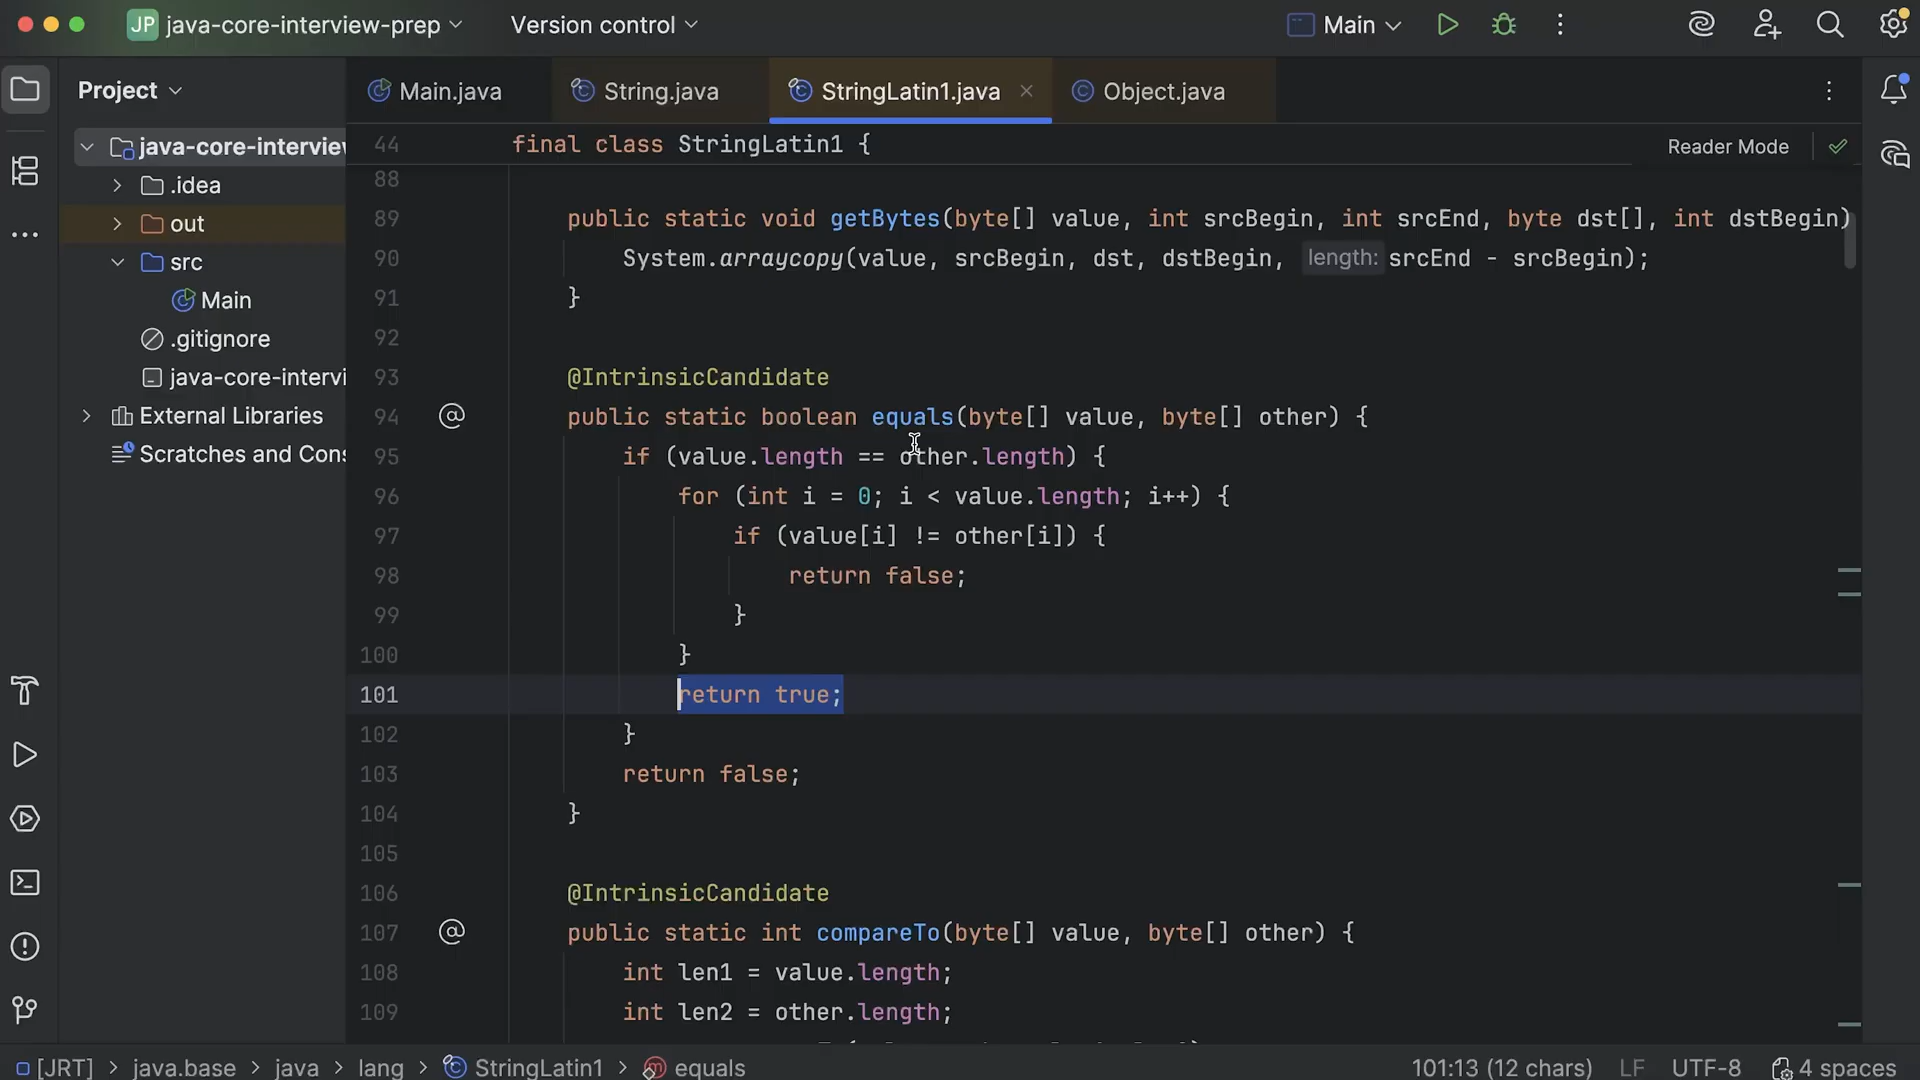 JP java-core-interview-prep Version control Main
Project
Main.java String.java StringLatin1.java Object.java
java-core-interview
.idea
out
src
Main
.gitignore
java-core-intervi
External Libraries
Scratches and Cons
44 final class StringLatin1 {
Reader Mode
88
89 public static void getBytes(byte[] value, int srcBegin, int srcEnd, byte dst[], int dstBegin)
90 System.arraycopy(value, srcBegin, dst, dstBegin, length: srcEnd - srcBegin);
91 }
92
93 @IntrinsicCandidate
94 @ public static boolean equals(byte[] value, byte[] other) {
95 if (value.length == other.length) {
96 for (int i = 0; i < value.length; i++) {
97 if (value[i] != other[i]) {
98 return false;
99 }
100 }
101 return true;
102 }
103 return false;
104 }
105
106 @IntrinsicCandidate
107 @ public static int compareTo(byte[] value, byte[] other) {
108 int len1 = value.length;
109 int len2 = other.length;
[JRT] > java.base > java > lang > StringLatin1 > equals 101:13 (12 chars) LF UTF-8 4 spaces